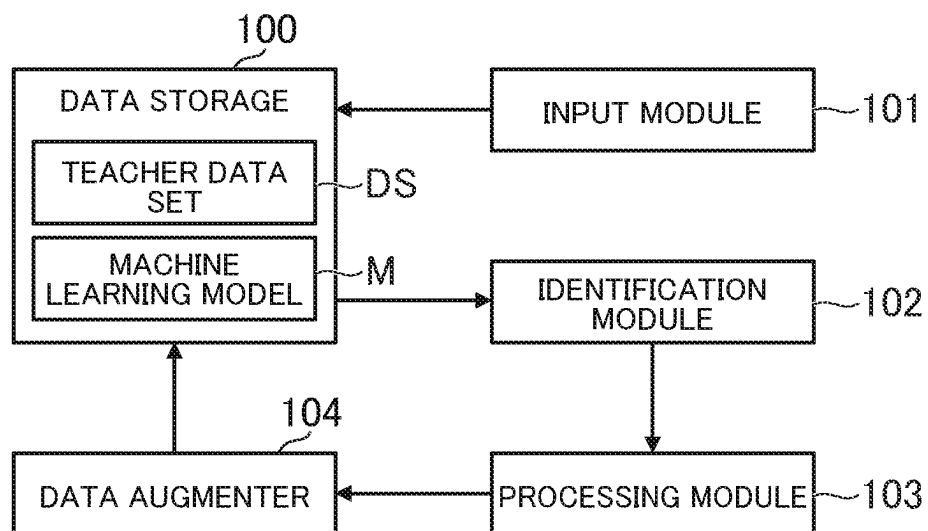 100
DATA STORAGE
INPUT MODULE
101
TEACHER DATA
SET
DS
MACHINE
LEARNING MODEL
M
IDENTIFICATION
MODULE
102
104
DATA AUGMENTER
PROCESSING MODULE
103